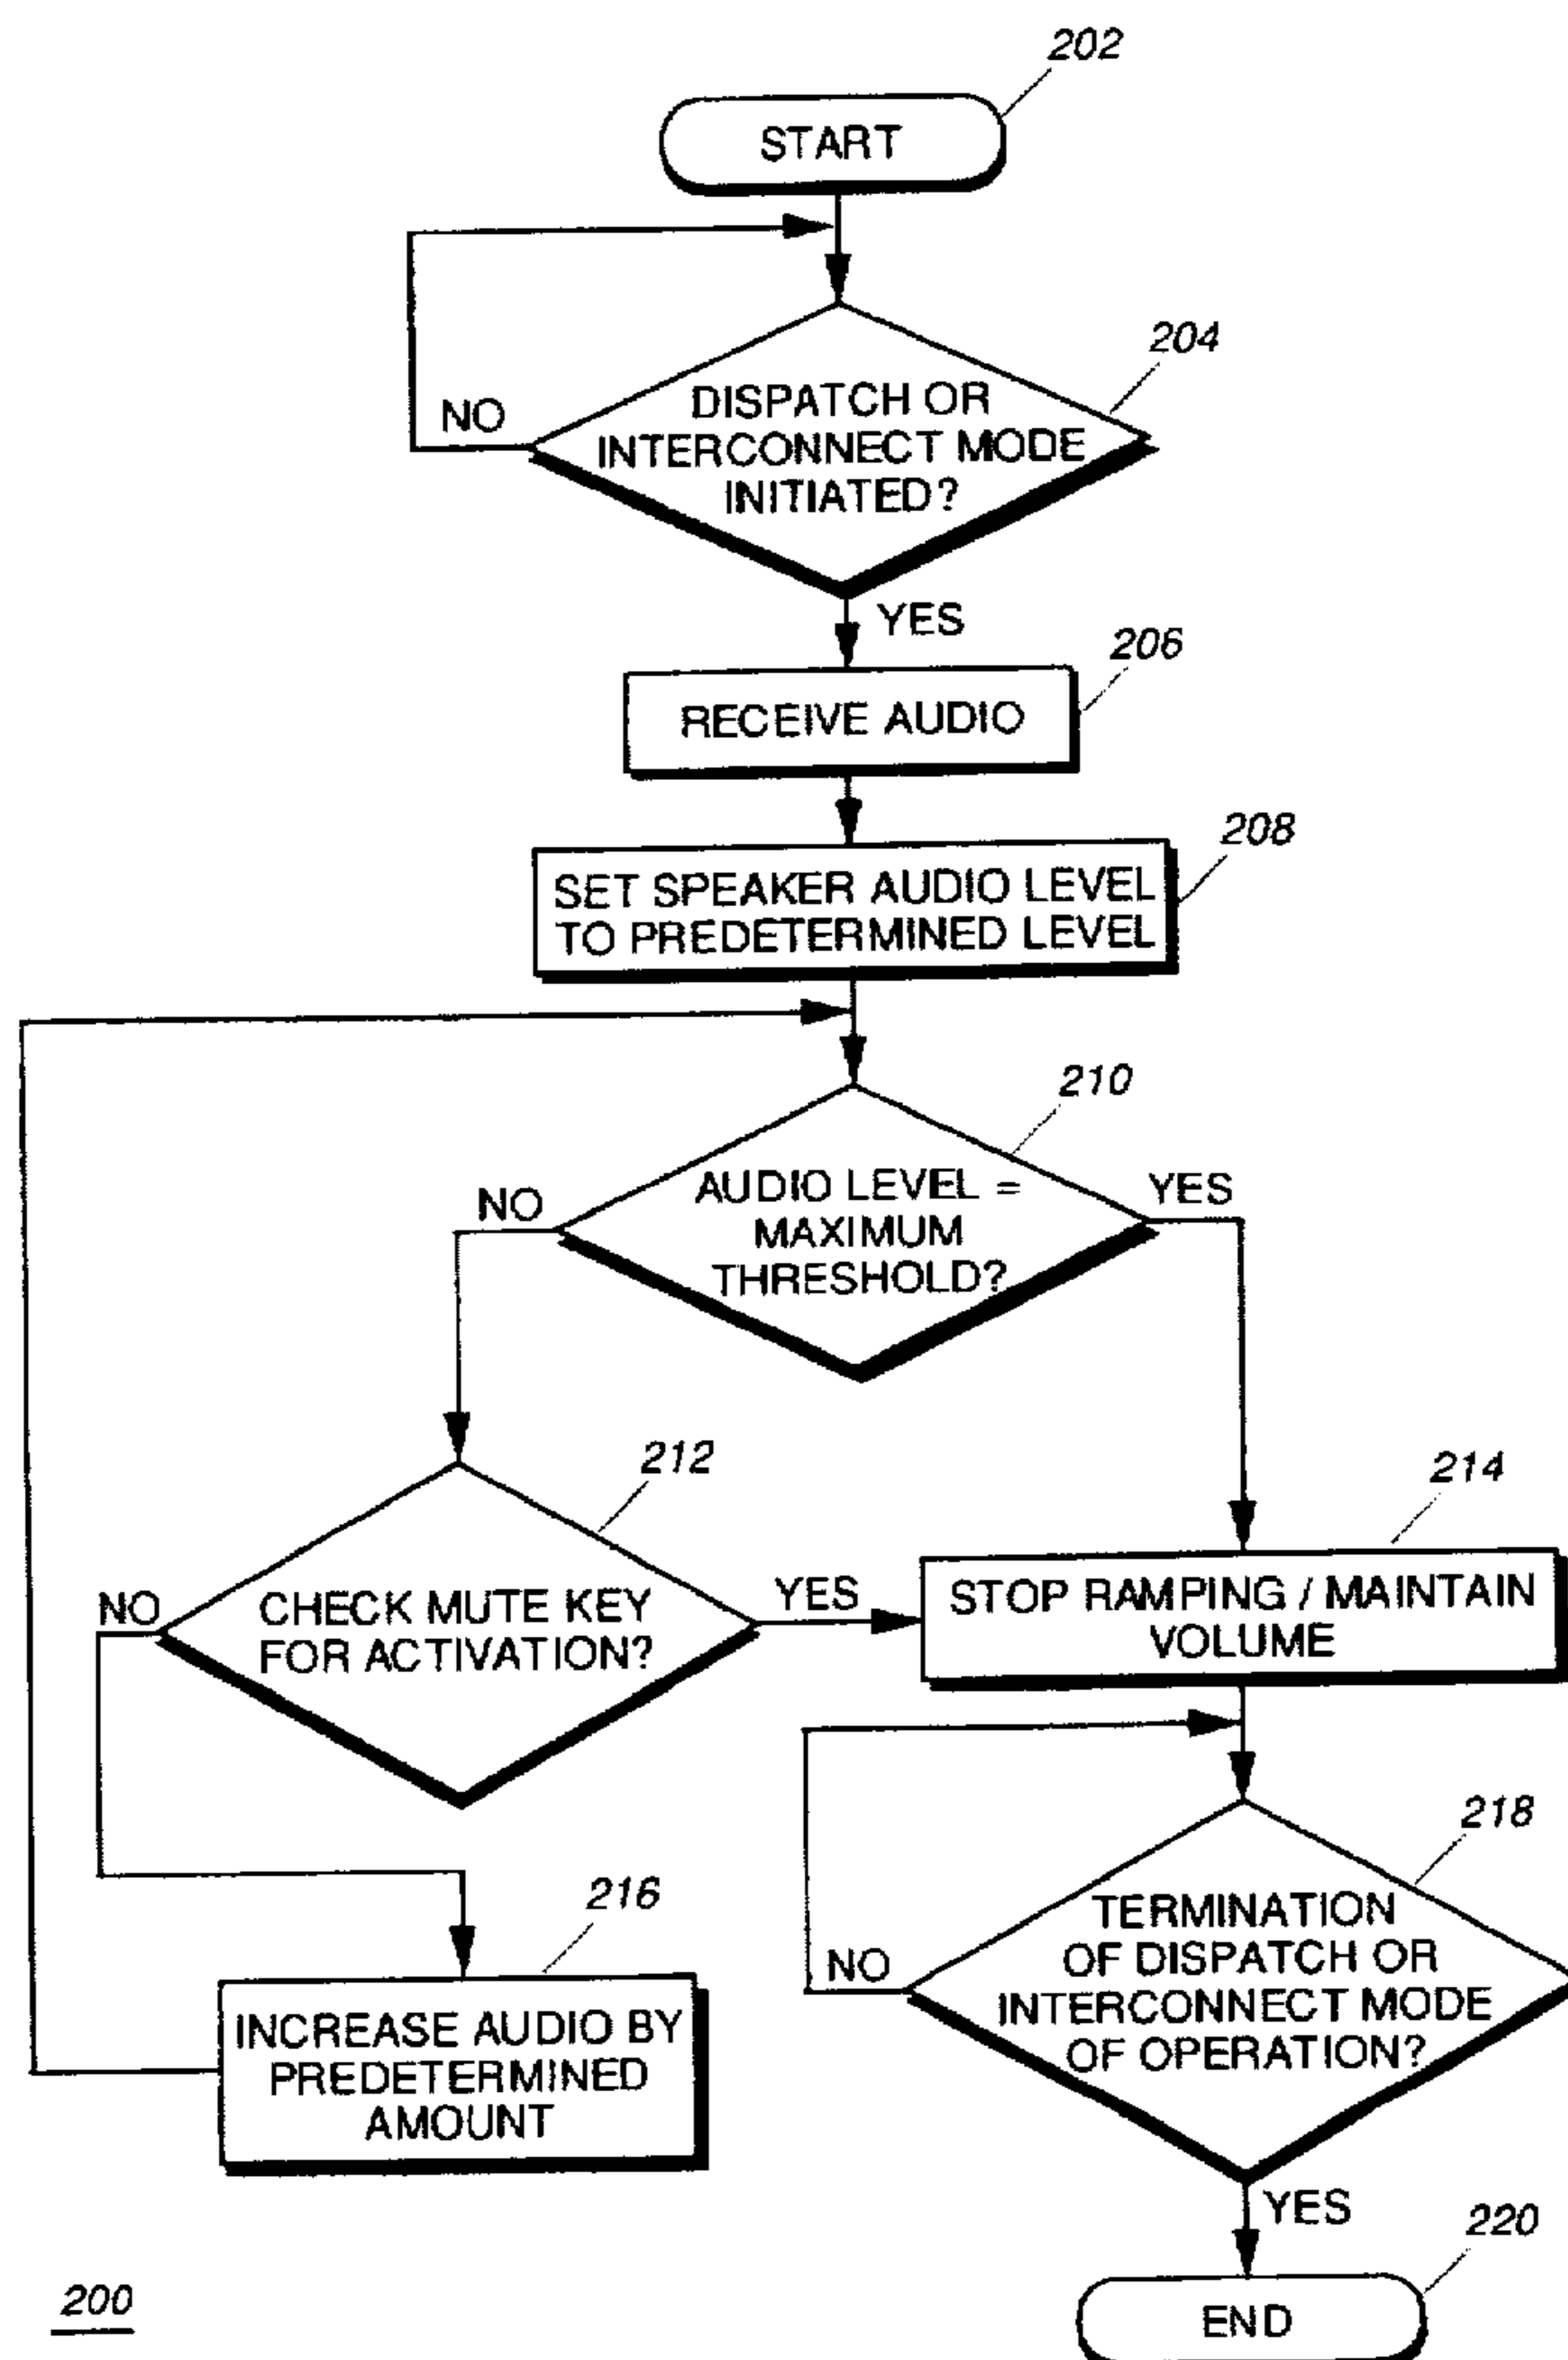 202
START
204
NO
DISPATCH OR
INTERCONNECT MODE
INITIATED?
YES
206
RECEIVE AUDIO
208
SET SPEAKER AUDIO LEVEL
TO PREDETERMINED LEVEL
210
NO
AUDIO LEVEL =
MAXIMUM
THRESHOLD?
YES
212
NO
CHECK MUTE KEY
FOR ACTIVATION?
YES
214
STOP RAMPING / MAINTAIN
VOLUME
216
INCREASE AUDIO BY
PREDETERMINED
AMOUNT
218
NO
TERMINATION
OF DISPATCH OR
INTERCONNECT MODE
OF OPERATION?
YES
220
END
200